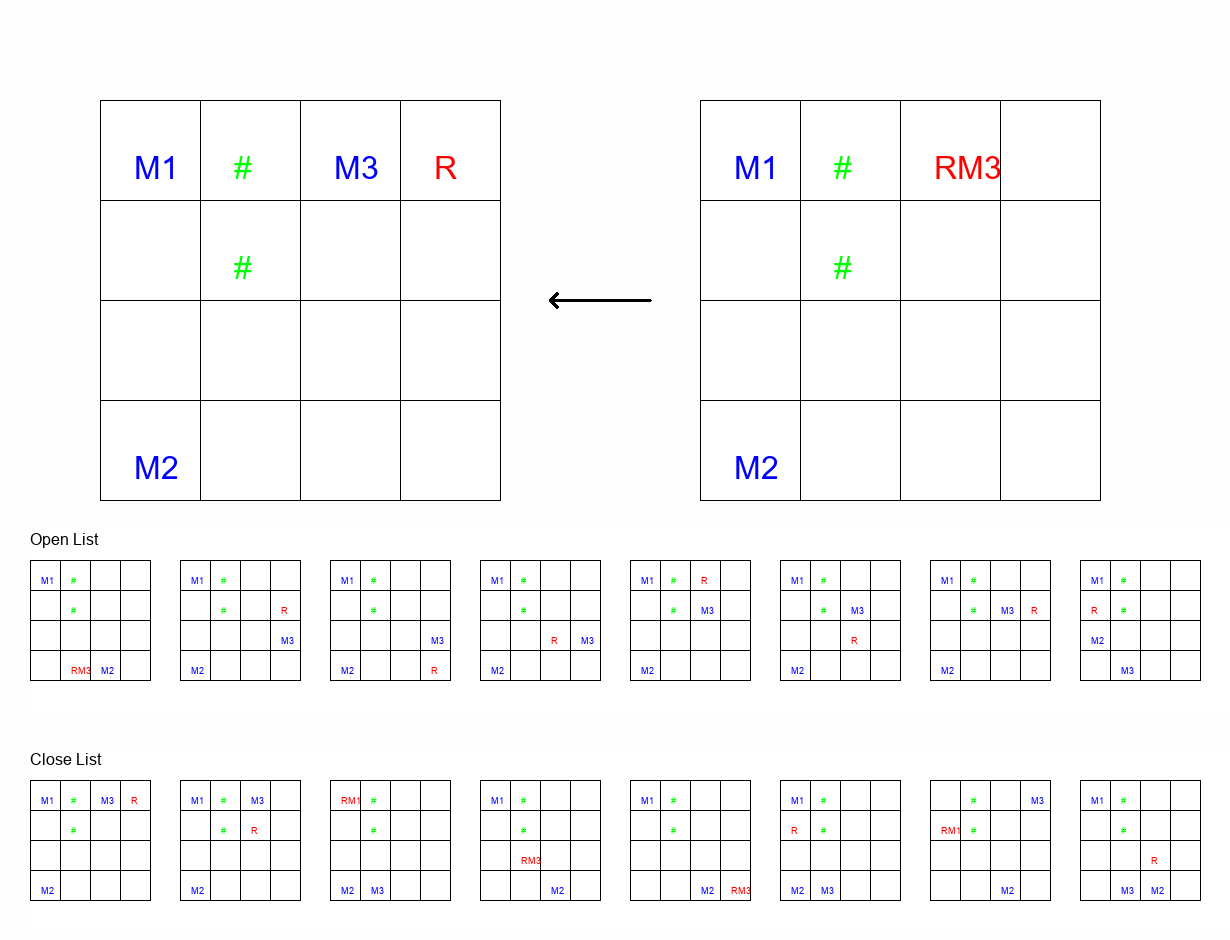 M1 # M3 R M1 # RM3
# #
M2 M2
Open List
M1 # M1 # M1 # M1 # M1 # R M1 # M1 # M1 #
# # R # # # M3 # M3 # M3 R R #
M3 M3 R M3 R M2
RM3 M2 M2 M2 R M2 M2 M2 M2 M3
Close List
M1 # M3 R M1 # M3 RM1 # M1 # M1 # M1 # # M3 M1 #
# # R # # # R # RM1 # #
RM3 R
M2 M2 M2 M3 M2 M2 RM3 M2 M3 M2 M3 M2